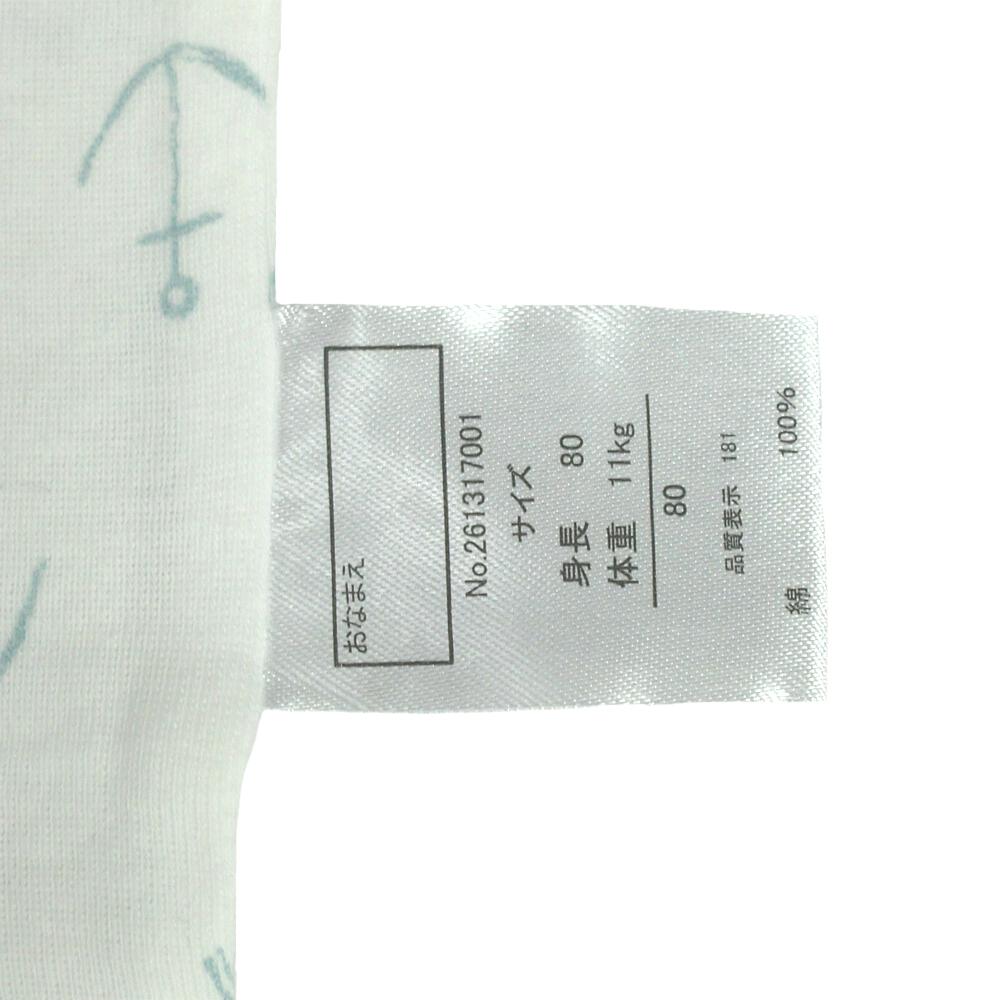 おなまえ
No.261317001
サイズ
身長 80
体重 11kg
80
品質表示 181
綿 100%